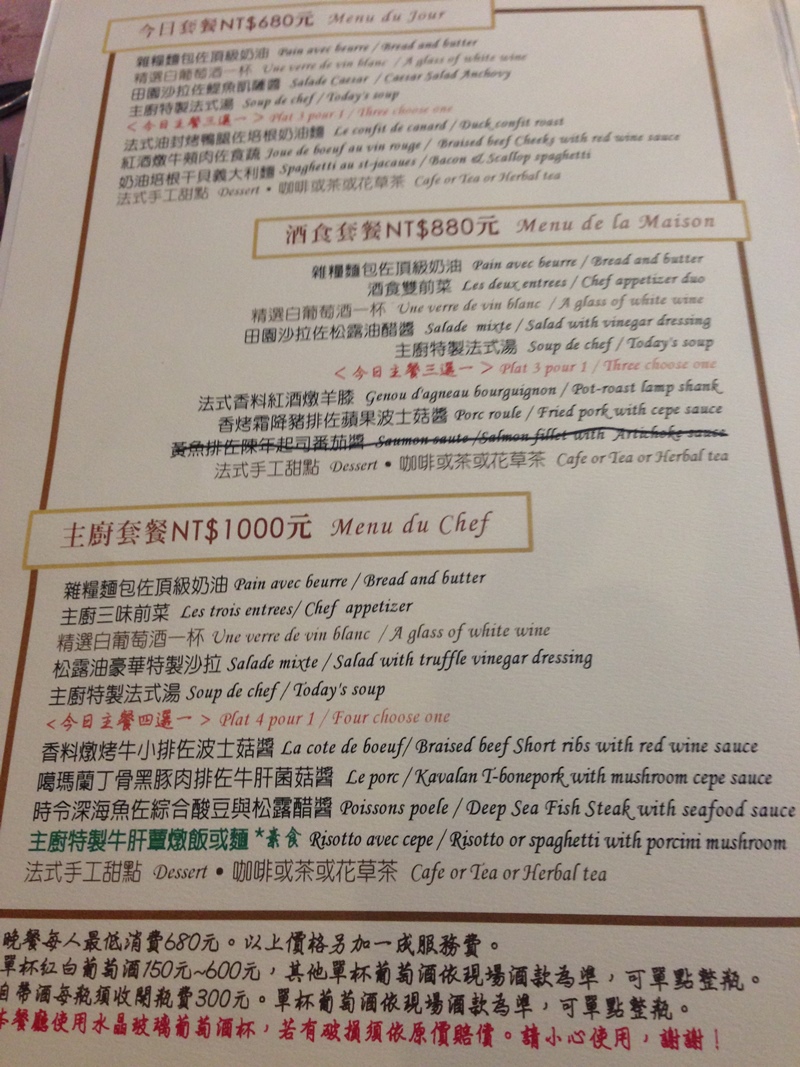 今日套餐NT$680元 Menu du Jour
雜糧麵包佐頂級奶油 Pain avec beurre / Bread and butter
精選白葡萄酒一杯 Une verre de vin blanc / A glass of white wine
田園沙拉佐鯷魚凱薩醬 Salade Caesar / Caesar Salad Anchovy
主廚特製法式湯 Soup de chef / Today's soup
<今日主餐三選一> Plat 3 pour 1 / Three choose one
法式油封烤鴨腿佐培根奶油麵 Le confit de canard / Duck confit roast
紅酒燉牛頰肉佐食蔬 Joue de boeuf au vin rouge / Braised beef Cheeks with red wine sauce
奶油培根干貝義大利麵 Spaghetti au st-jacques / Bacon & Scallop spaghetti
法式手工甜點 Dessert • 咖啡或茶或花草茶 Cafe or Tea or Herbal tea
酒食套餐NT$880元 Menu de la Maison
雜糧麵包佐頂級奶油 Pain avec beurre / Bread and butter
酒食雙前菜 Les deux entrees / Chef appetizer duo
精選白葡萄酒一杯 Une verre de vin blanc / A glass of white wine
田園沙拉佐松露油醋醬 Salade mixte / Salad with vinegar dressing
主廚特製法式湯 Soup de chef / Today's soup
<今日主餐三選一> Plat 3 pour 1 / Three choose one
法式香料紅酒燉羊膝 Genou d'agneau bourguignon / Pot-roast lamp shank
香烤霜降豬排佐蘋果波士菇醬 Porc roule / Fried pork with cepe sauce
黃魚排佐陳年起司番茄醬 Saumon saute /Salmon fillet with Artichoke sauce
法式手工甜點 Dessert • 咖啡或茶或花草茶 Cafe or Tea or Herbal tea
主廚套餐NT$1000元 Menu du Chef
雜糧麵包佐頂級奶油 Pain avec beurre / Bread and butter
主廚三味前菜 Les trois entrees/ Chef appetizer
精選白葡萄酒一杯 Une verre de vin blanc / A glass of white wine
松露油豪華特製沙拉 Salade mixte / Salad with truffle vinegar dressing
主廚特製法式湯 Soup de chef / Today's soup
<今日主餐四選一> Plat 4 pour 1 / Four choose one
香料燉烤牛小排佐波士菇醬 La cote de boeuf/ Braised beef Short ribs with red wine sauce
噶瑪蘭丁骨黑豚肉排佐牛肝菌菇醬 Le porc / Kavalan T-bonepork with mushroom cepe sauce
時令深海魚佐綜合酸豆與松露醋醬 Poissons poele / Deep Sea Fish Steak with seafood sauce
主廚特製牛肝蕈燉飯或麵 *素食 Risotto avec cepe / Risotto or spaghetti with porcini mushroom
法式手工甜點 Dessert • 咖啡或茶或花草茶 Cafe or Tea or Herbal tea
晚餐每人最低消費680元。以上價格另加一成服務費。
單杯紅白葡萄酒150元~600元，其他單杯葡萄酒依現場酒款為準，可單點整瓶。
自帶酒每瓶須收開瓶費300元。單杯葡萄酒依現場酒款為準，可單點整瓶。
本餐廳使用水晶玻璃葡萄酒杯，若有破損須依原價賠償。請小心使用，謝謝！